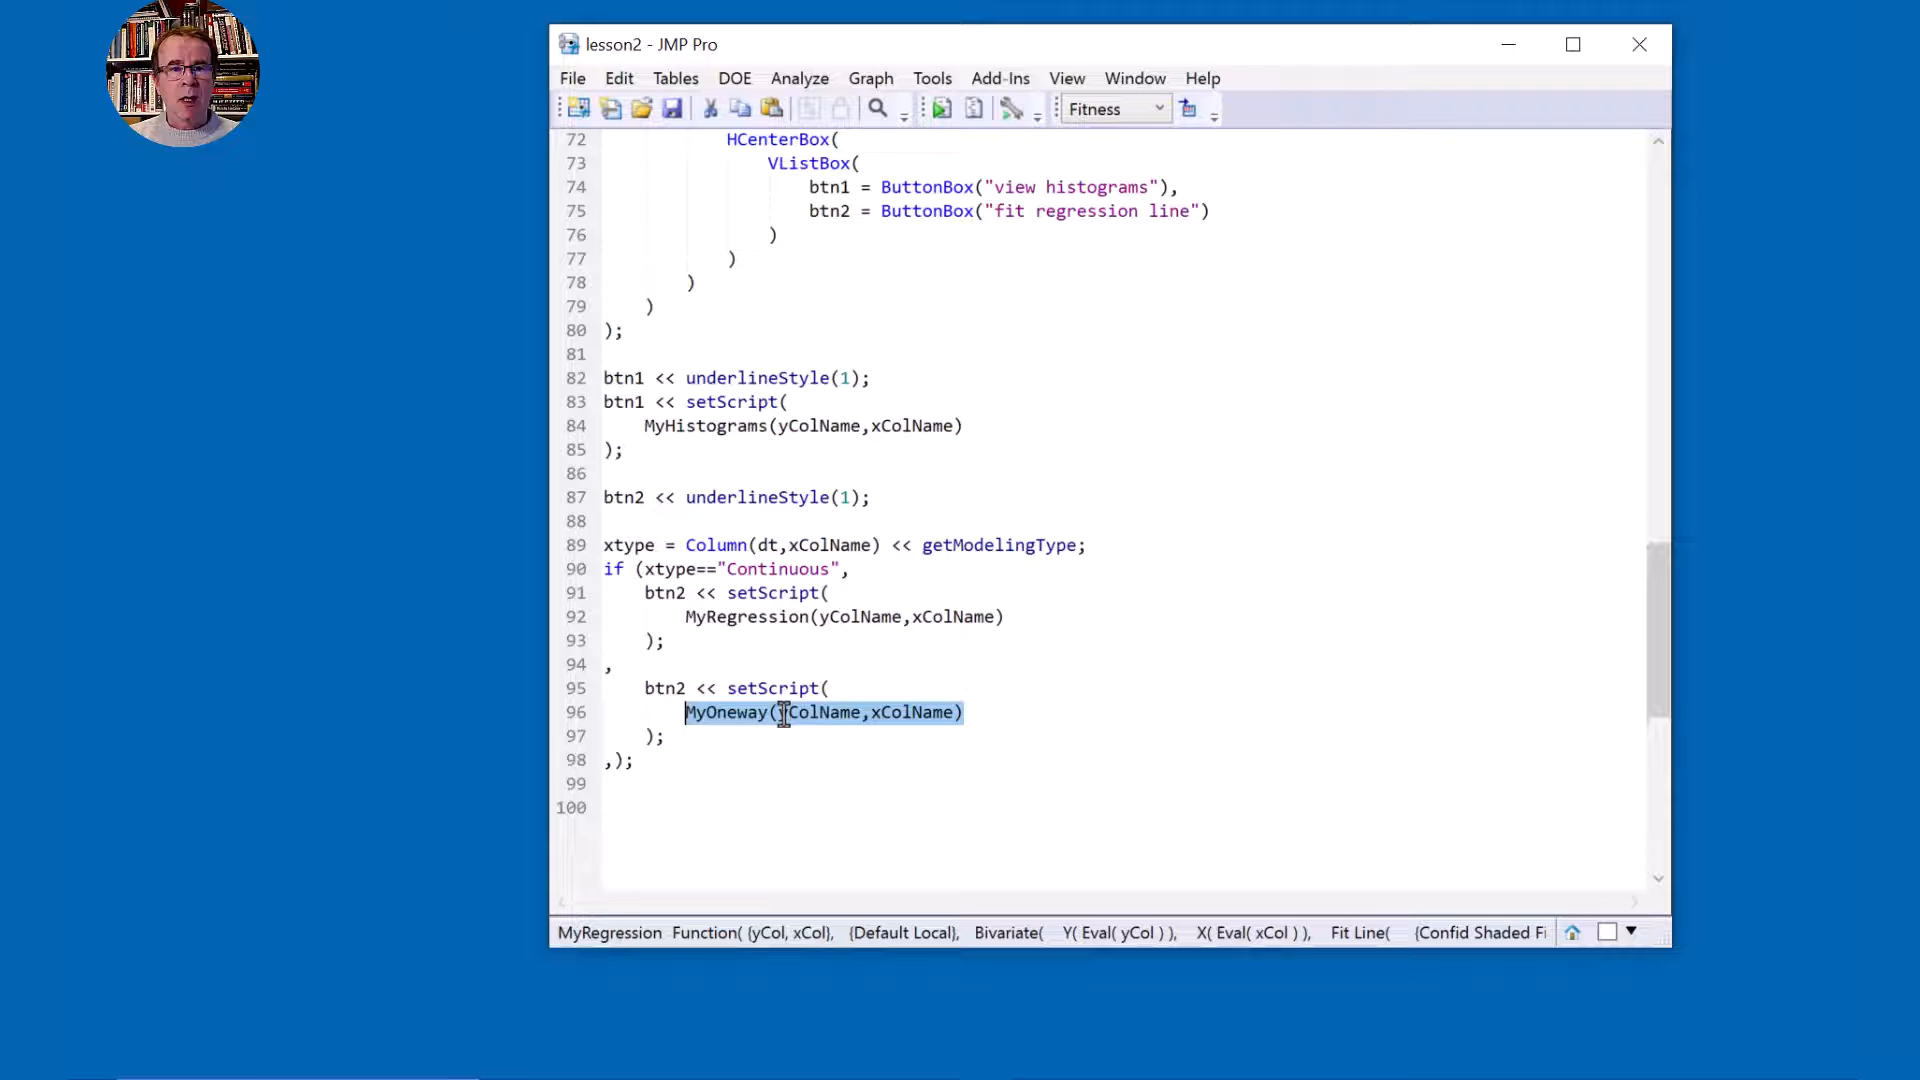 lesson2 - JMP Pro
File Edit Tables DOE Analyze Graph Tools Add-Ins View Window Help
Fitness
72 HCenterBox(
73 VListBox(
74 btn1 = ButtonBox("view histograms"),
75 btn2 = ButtonBox("fit regression line")
76 )
77 )
78 )
79 )
80 );
81
82 btn1 << underlineStyle(1);
83 btn1 << setScript(
84 MyHistograms(yColName,xColName)
85 );
86
87 btn2 << underlineStyle(1);
88
89 xtype = Column(dt,xColName) << getModelingType;
90 if (xtype=="Continuous",
91 btn2 << setScript(
92 MyRegression(yColName,xColName)
93 );
94 ,
95 btn2 << setScript(
96 MyOneway(yColName,xColName)
97 );
98 ,);
99
100
MyRegression Function( {yCol, xCol}, {Default Local}, Bivariate( Y( Eval( yCol ) ), X( Eval( xCol ) ), Fit Line( {Confid Shaded Fi